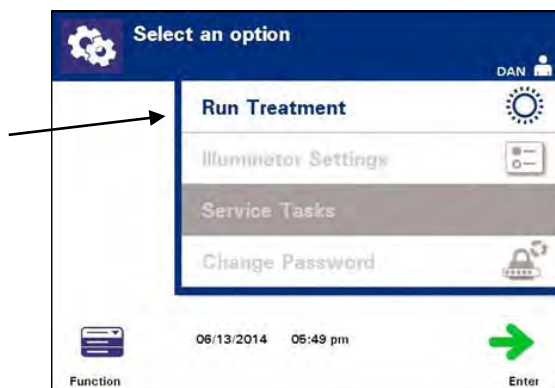 Select an option
DAN
Run Treatment
Illuminator Settings
Service Tasks
Change Password
06/13/2014 05:49 pm
Function
Enter